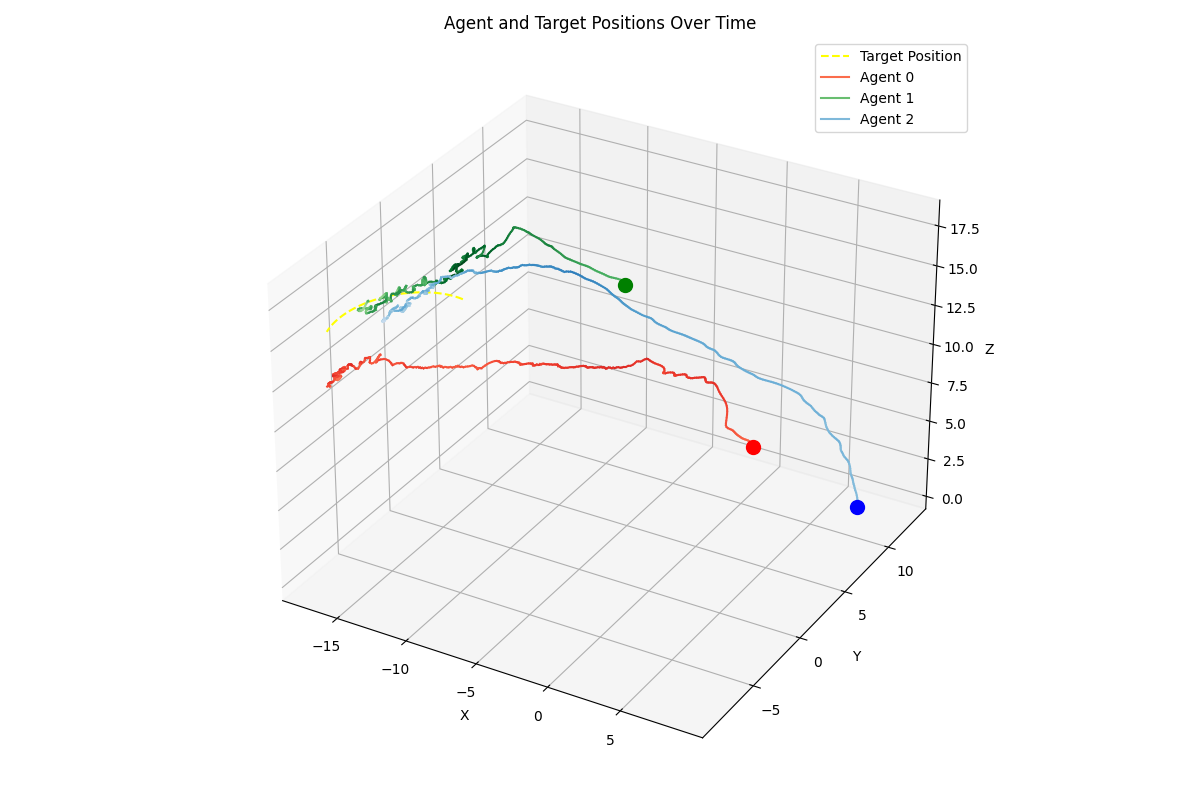 Agent and Target Positions Over Time
Target Position
Agent 0
Agent 1
Agent 2
17.5
15.0
12.5
10.0
Z
7.5
5.0
2.5
0.0
10
5
0
Y
−5
−15
−10
−5
X
0
5